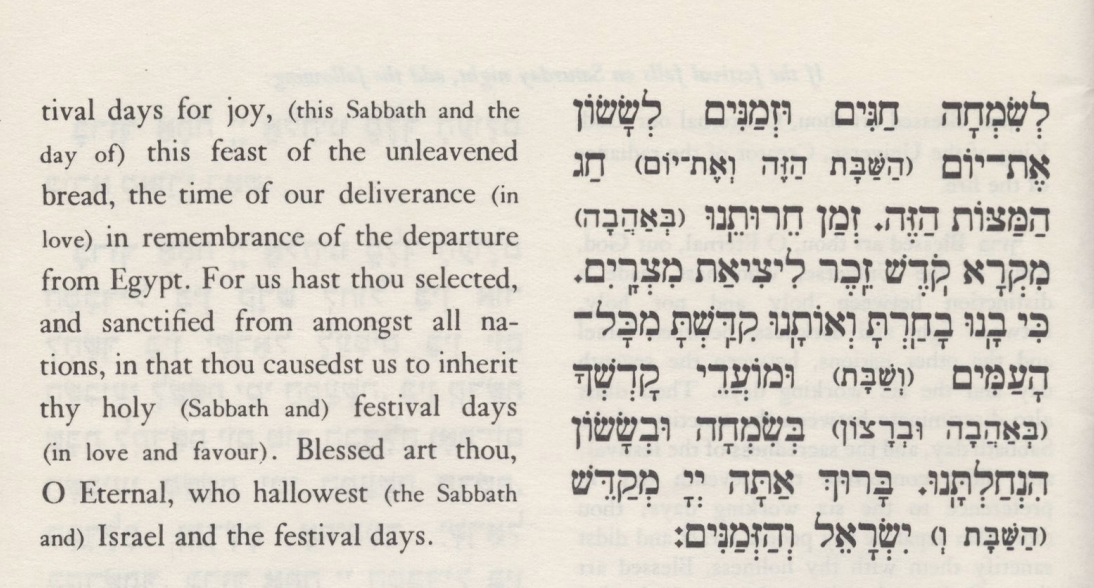 tival days for joy, (this Sabbath and the
day of) this feast of the unleavened
bread, the time of our deliverance (in
love) in remembrance of the departure
from Egypt. For us hast thou selected,
and sanctified from amongst all na-
tions, in that thou causedst us to inherit
thy holy (Sabbath and) festival days
(in love and favour). Blessed art thou,
O Eternal, who hallowest (the Sabbath
and) Israel and the festival days.
לְשִׂמְחָה חַגִּים וּזְמַנִּים לְשָׂשׂוֹן
אֶת־יוֹם (הַשַּׁבָּת הַזֶּה וְאֶת־יוֹם) חַג
הַמַּצּוֹת הַזֶּה. זְמַן חֵרוּתֵנוּ (בְּאַהֲבָה)
מִקְרָא קֹדֶשׁ זֵכֶר לִיצִיאַת מִצְרָיִם.
כִּי בָנוּ בָחַרְתָּ וְאוֹתָנוּ קִדַּשְׁתָּ מִכָּל־
הָעַמִּים (וְשַׁבָּת) וּמוֹעֲדֵי קָדְשְׁךָ
(בְּאַהֲבָה וּבְרָצוֹן) בְּשִׂמְחָה וּבְשָׂשׂוֹן
הִנְחַלְתָּנוּ. בָּרוּךְ אַתָּה יְיָ מְקַדֵּשׁ
(הַשַּׁבָּת וְ) יִשְׂרָאֵל וְהַזְּמַנִּים: